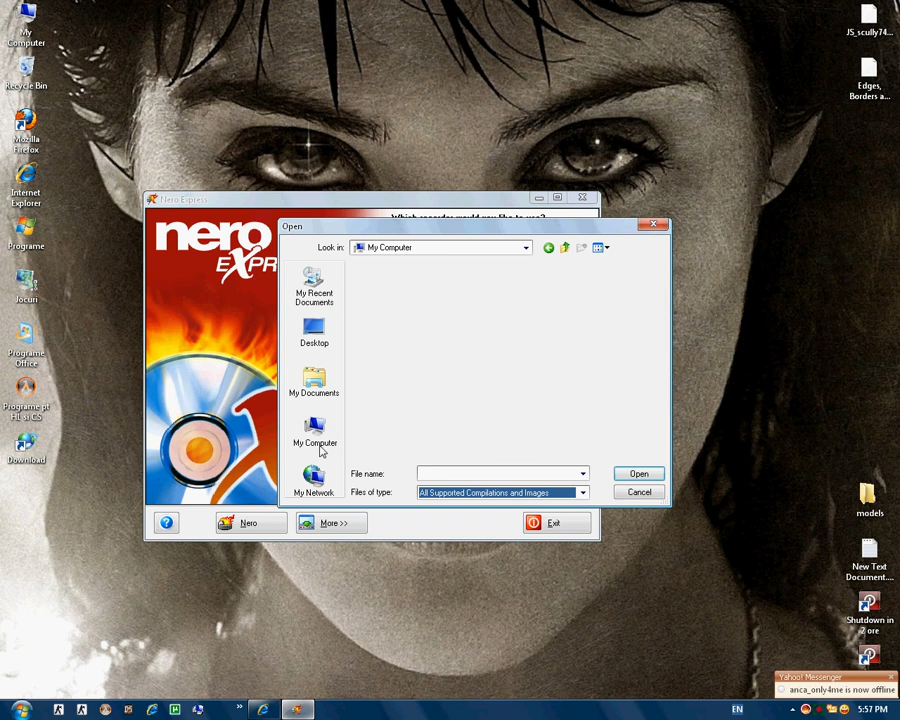 My
Computer
Recycle Bin
Mozilla
Firefox
Internet
Explorer
Programe
Jocuri
Programe
Office
Programe pt
Download
JS_scully74...
Edges,
Borders a...
models
New Text
Document....
Shutdown in
2 ore
Nero Express
nero
EXPR
Which recorder would you like to use?
Open
Look in:
My Computer
My Recent
Documents
Desktop
My Documents
My Computer
My Network
File name:
Open
Files of type:
All Supported Compilations and Images
Cancel
?
Nero
More >>
Exit
Yahoo! Messenger
anca_only4me is now offline
EN
5:57 PM